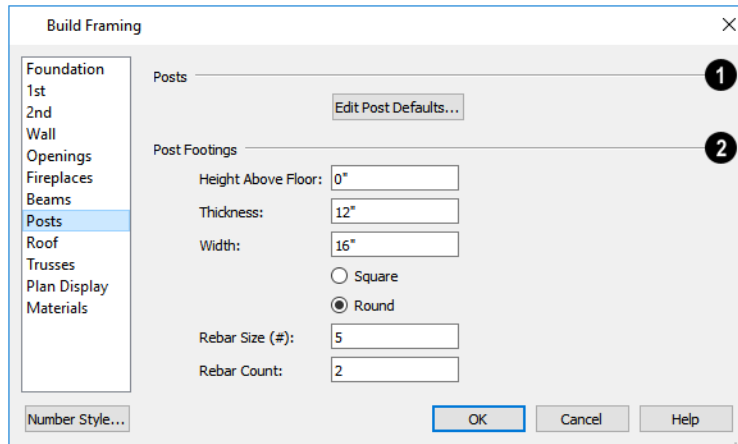 Build Framing
Foundation
1st
2nd
Wall
Openings
Fireplaces
Beams
Posts
Roof
Trusses
Plan Display
Materials
Number Style...
Posts
1
Edit Post Defaults...
Post Footings
2
Height Above Floor: 0"
Thickness: 12"
Width: 16"
Square
Round
Rebar Size (#): 5
Rebar Count: 2
OK Cancel Help